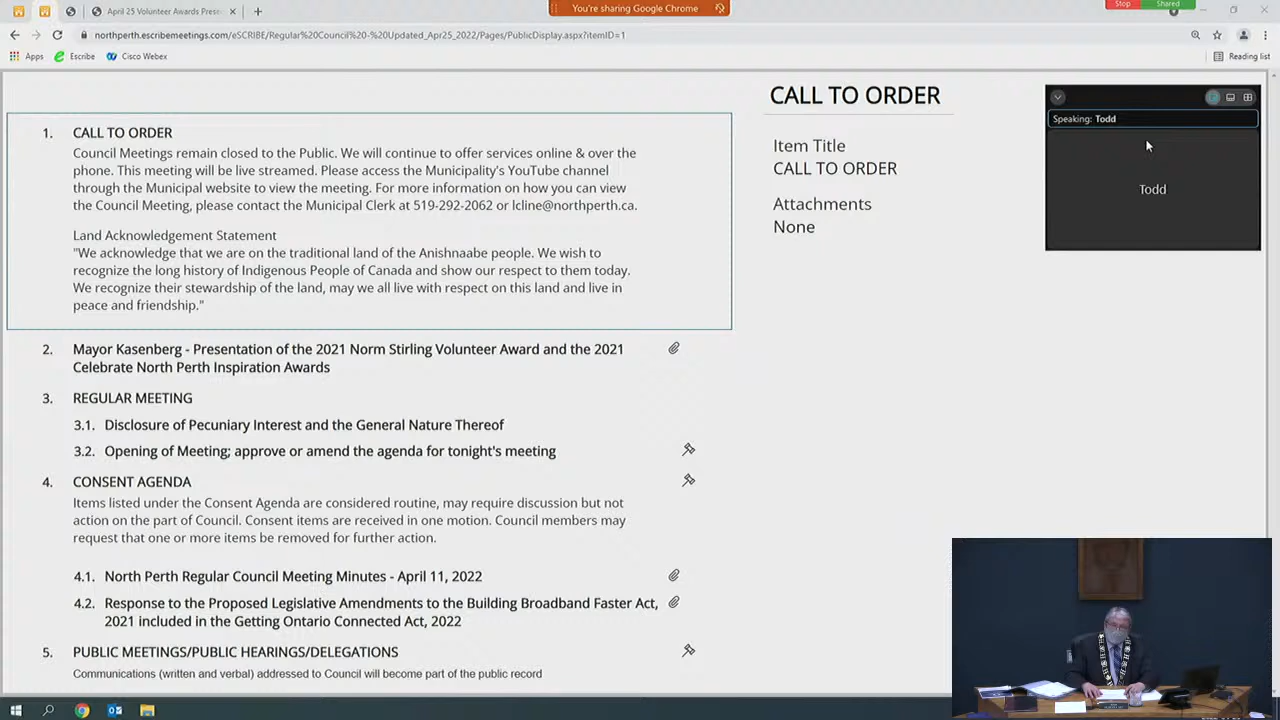 You're sharing Google Chrome
Stop
Shared
April 25 Volunteer Awards Prese
northperth.escribemeetings.com/eSCRIBE/Regular%20Council%20-%20Updated_Apr25_2022/Pages/PublicDisplay.aspx?itemID=1
Apps
Escribe
Cisco Webex
Reading list
1. CALL TO ORDER
Council Meetings remain closed to the Public. We will continue to offer services online & over the
phone. This meeting will be live streamed. Please access the Municipality's YouTube channel
through the Municipal website to view the meeting. For more information on how you can view
the Council Meeting, please contact the Municipal Clerk at 519-292-2062 or lcline@northperth.ca.
Land Acknowledgement Statement
"We acknowledge that we are on the traditional land of the Anishnaabe people. We wish to
recognize the long history of Indigenous People of Canada and show our respect to them today.
We recognize their stewardship of the land, may we all live with respect on this land and live in
peace and friendship."
2. Mayor Kasenberg - Presentation of the 2021 Norm Stirling Volunteer Award and the 2021
Celebrate North Perth Inspiration Awards
3. REGULAR MEETING
3.1. Disclosure of Pecuniary Interest and the General Nature Thereof
3.2. Opening of Meeting; approve or amend the agenda for tonight's meeting
4. CONSENT AGENDA
Items listed under the Consent Agenda are considered routine, may require discussion but not
action on the part of Council. Consent items are received in one motion. Council members may
request that one or more items be removed for further action.
4.1. North Perth Regular Council Meeting Minutes - April 11, 2022
4.2. Response to the Proposed Legislative Amendments to the Building Broadband Faster Act,
2021 included in the Getting Ontario Connected Act, 2022
5. PUBLIC MEETINGS/PUBLIC HEARINGS/DELEGATIONS
Communications (written and verbal) addressed to Council will become part of the public record
CALL TO ORDER
Item Title
CALL TO ORDER
Attachments
None
Speaking: Todd
Todd